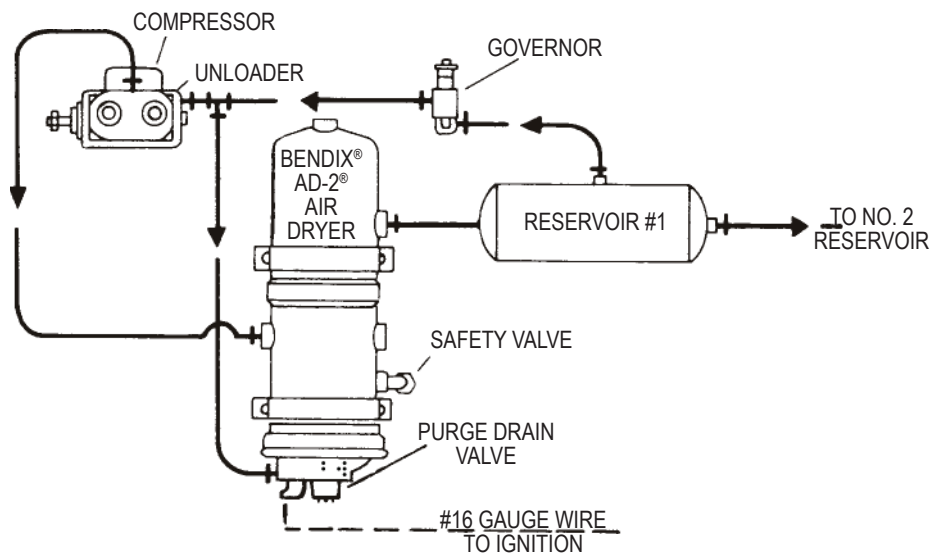 COMPRESSOR
UNLOADER
GOVERNOR
BENDIX®
AD-2®
AIR
DRYER
RESERVOIR #1
TO NO. 2
RESERVOIR
SAFETY VALVE
PURGE DRAIN
VALVE
#16 GAUGE WIRE
TO IGNITION